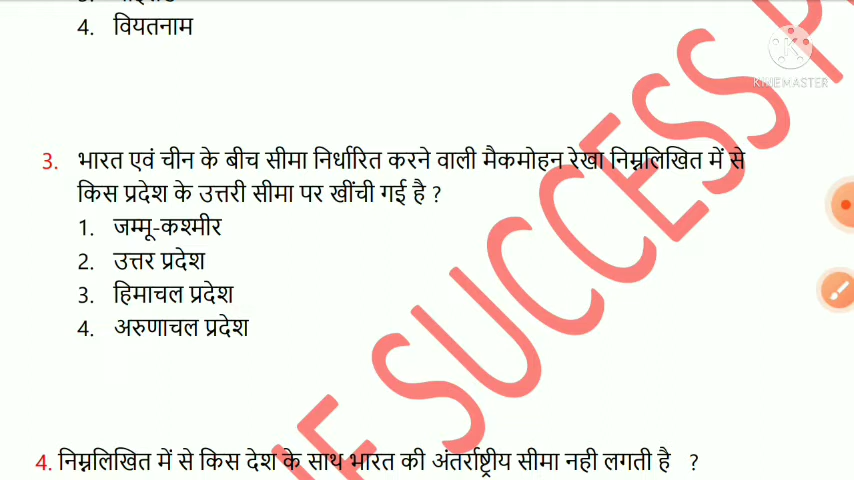 4. वियतनाम
KINEMASTER
3. भारत एवं चीन के बीच सीमा निर्धारित करने वाली मैकमोहन रेखा निम्नलिखित में से
किस प्रदेश के उत्तरी सीमा पर खींची गई है ?
1. जम्मू-कश्मीर
2. उत्तर प्रदेश
3. हिमाचल प्रदेश
4. अरुणाचल प्रदेश
SUCCESS
4. निम्नलिखित में से किस देश के साथ भारत की अंतर्राष्ट्रीय सीमा नही लगती है ?